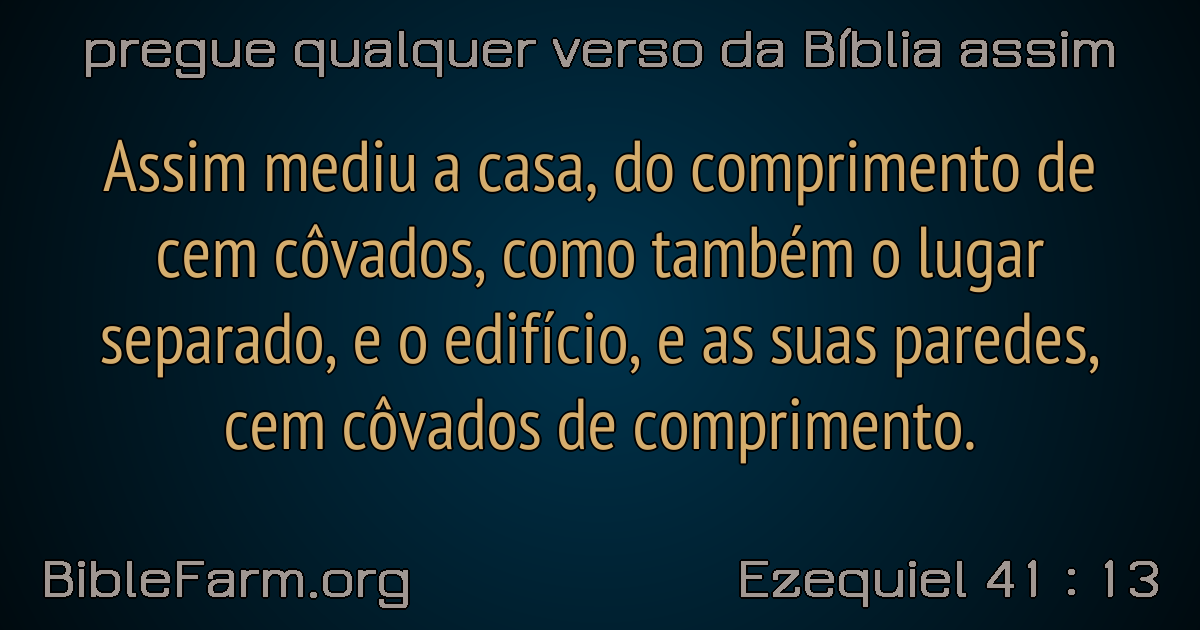 pregue qualquer verso da Bíblia assim
Assim mediu a casa, do comprimento de
cem côvados, como também o lugar
separado, e o edifício, e as suas paredes,
cem côvados de comprimento.
BibleFarm.org
Ezequiel 41 : 13